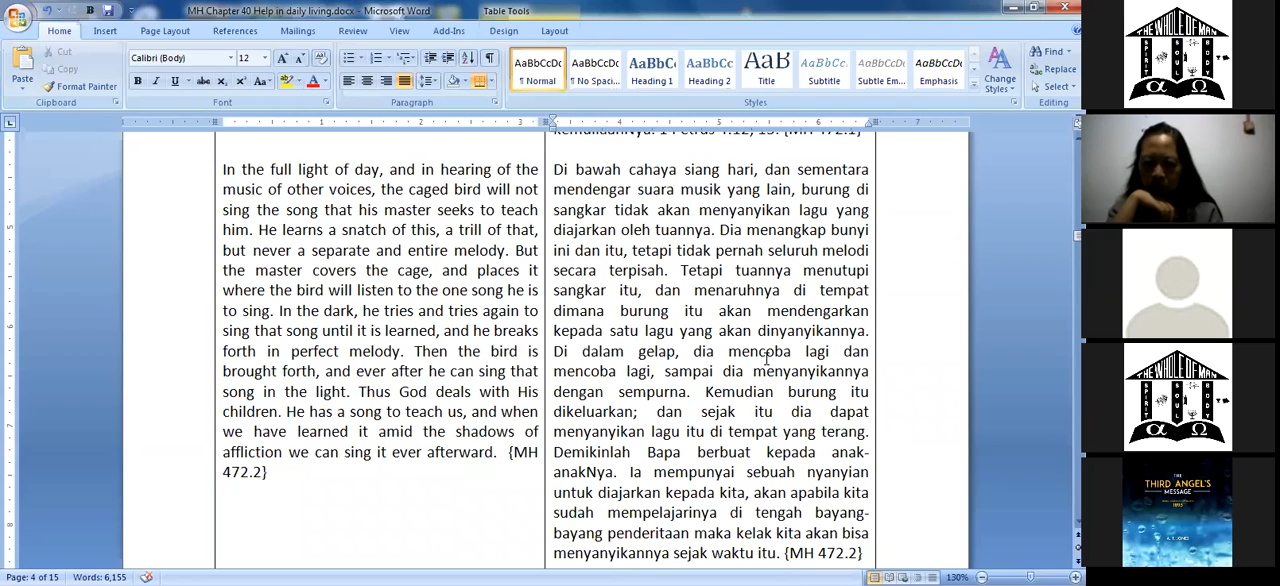 MH Chapter 40 Help in daily living.docx - Microsoft Word
Table Tools
Home Insert Page Layout References Mailings Review View Add-Ins Design Layout
Paste
Cut
Copy
Format Painter
Clipboard
Calibri (Body) 12
Font
Paragraph
AaBbCcDc AaBbCcDc AaBbC AaBbCc AaB AaBbCc. AaBbCcDc AaBbCcDc
¶ Normal ¶ No Spaci... Heading 1 Heading 2 Title Subtitle Subtle Em... Emphasis
Change Styles
Styles
Find
Replace
Select
Editing
kemuliaanNya. 1 Petrus 4:12, 13. {MH 472.1}
In the full light of day, and in hearing of the
music of other voices, the caged bird will not
sing the song that his master seeks to teach
him. He learns a snatch of this, a trill of that,
but never a separate and entire melody. But
the master covers the cage, and places it
where the bird will listen to the one song he is
to sing. In the dark, he tries and tries again to
sing that song until it is learned, and he breaks
forth in perfect melody. Then the bird is
brought forth, and ever after he can sing that
song in the light. Thus God deals with His
children. He has a song to teach us, and when
we have learned it amid the shadows of
affliction we can sing it ever afterward. {MH
472.2}
Di bawah cahaya siang hari, dan sementara
mendengar suara musik yang lain, burung di
sangkar tidak akan menyanyikan lagu yang
diajarkan oleh tuannya. Dia menangkap bunyi
ini dan itu, tetapi tidak pernah seluruh melodi
secara terpisah. Tetapi tuannya menutupi
sangkar itu, dan menaruhnya di tempat
dimana burung itu akan mendengarkan
kepada satu lagu yang akan dinyanyikannya.
Di dalam gelap, dia mencoba lagi dan
mencoba lagi, sampai dia menyanyikannya
dengan sempurna. Kemudian burung itu
dikeluarkan; dan sejak itu dia dapat
menyanyikan lagu itu di tempat yang terang.
Demikinlah Bapa berbuat kepada anak-
anakNya. Ia mempunyai sebuah nyanyian
untuk diajarkan kepada kita, akan apabila kita
sudah mempelajarinya di tengah bayang-
bayang penderitaan maka kelak kita akan bisa
menyanyikannya sejak waktu itu. {MH 472.2}
Page: 4 of 15 Words: 6,155 130%
THE WHOLE OF MAN
SPIRIT SOUL BODY
Α Ω
THE WHOLE OF MAN
SPIRIT SOUL BODY
Α Ω
THE
THIRD ANGEL'S
MESSAGE
1895
A. T. JONES